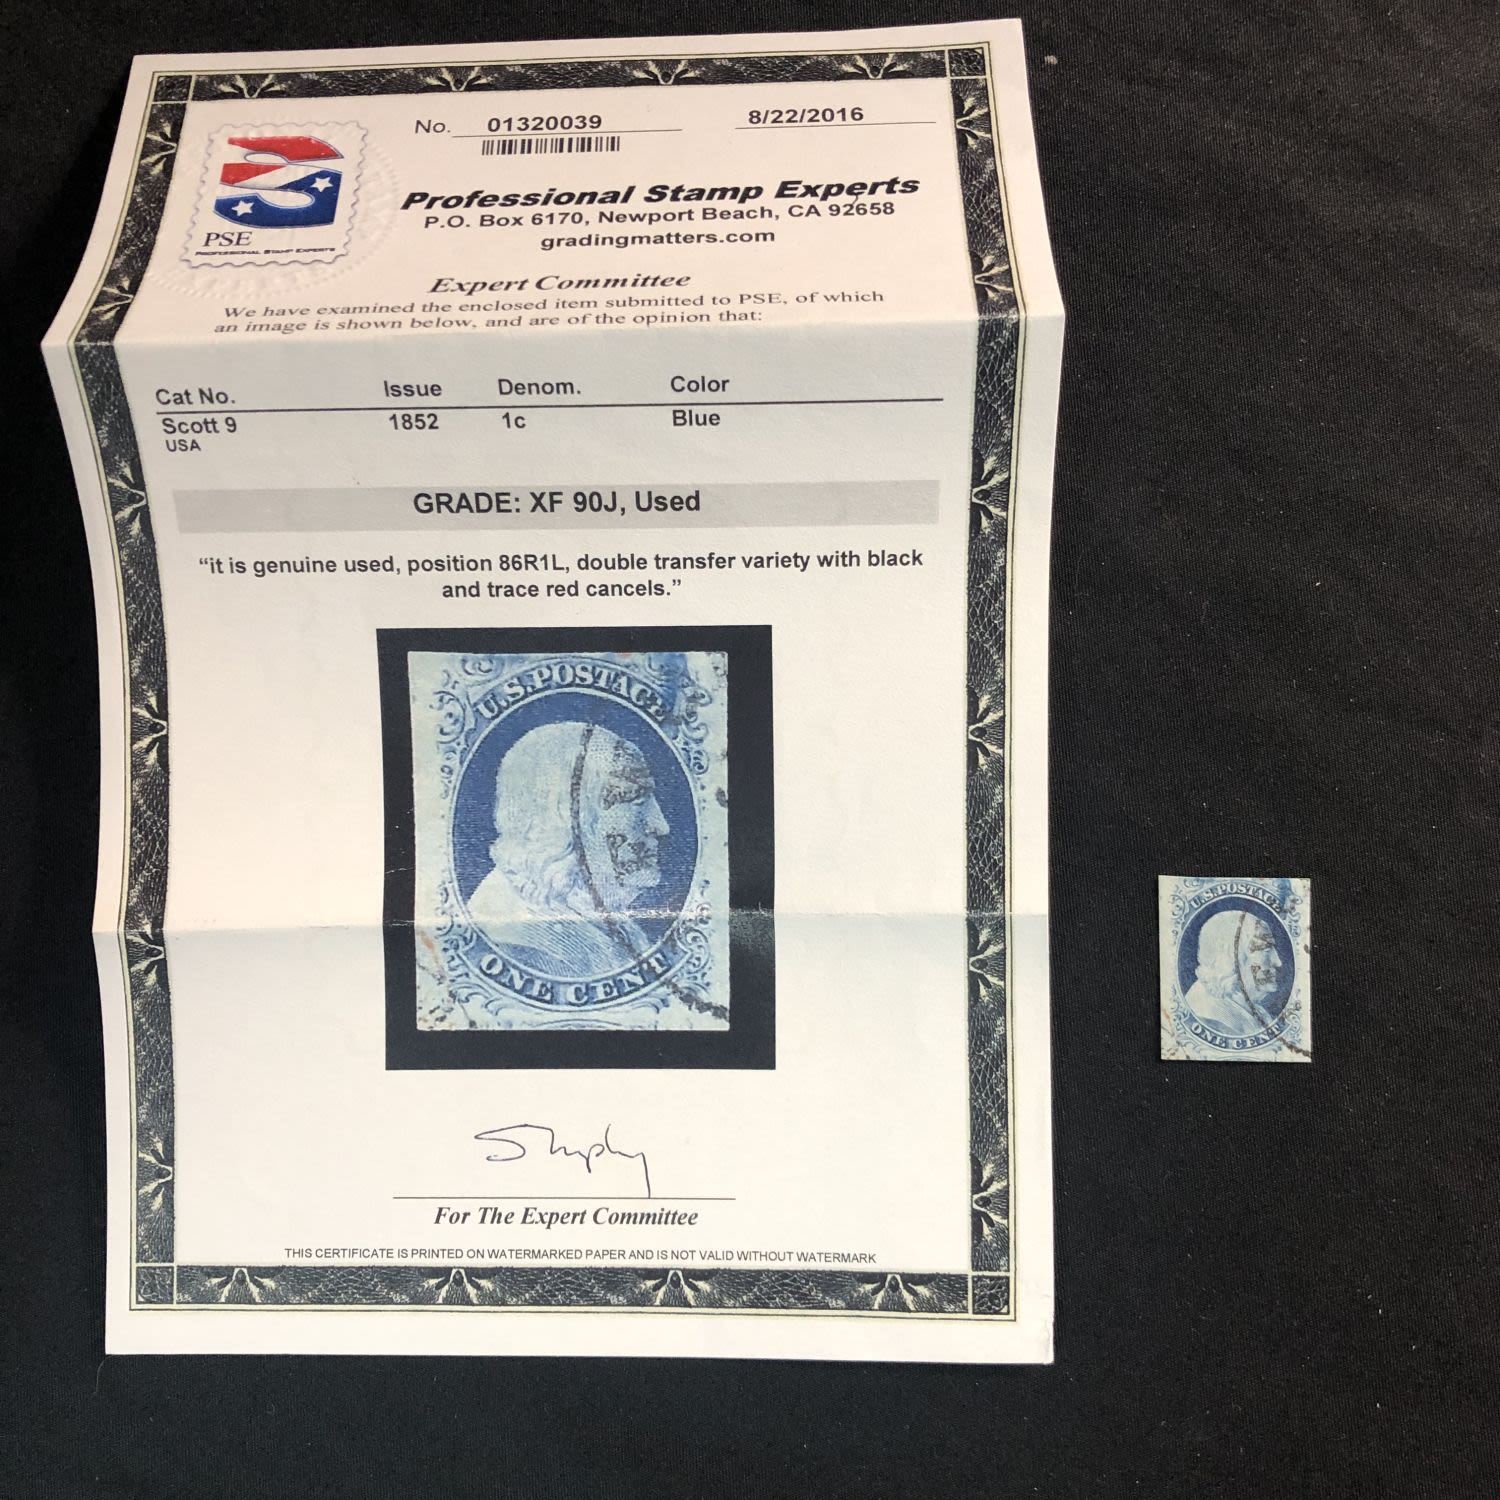 No. 01320039 8/22/2016
PSE
PROFESSIONAL STAMP EXPERTS
Professional Stamp Experts
P.O. Box 6170, Newport Beach, CA 92658
gradingmatters.com
Expert Committee
We have examined the enclosed item submitted to PSE, of which
an image is shown below, and are of the opinion that:
Cat No. Issue Denom. Color
Scott 9 1852 1c Blue
USA
GRADE: XF 90J, Used
“it is genuine used, position 86R1L, double transfer variety with black
and trace red cancels.”
U.S. POSTAGE
ONE CENT
For The Expert Committee
THIS CERTIFICATE IS PRINTED ON WATERMARKED PAPER AND IS NOT VALID WITHOUT WATERMARK
U.S. POSTAGE
ONE CENT